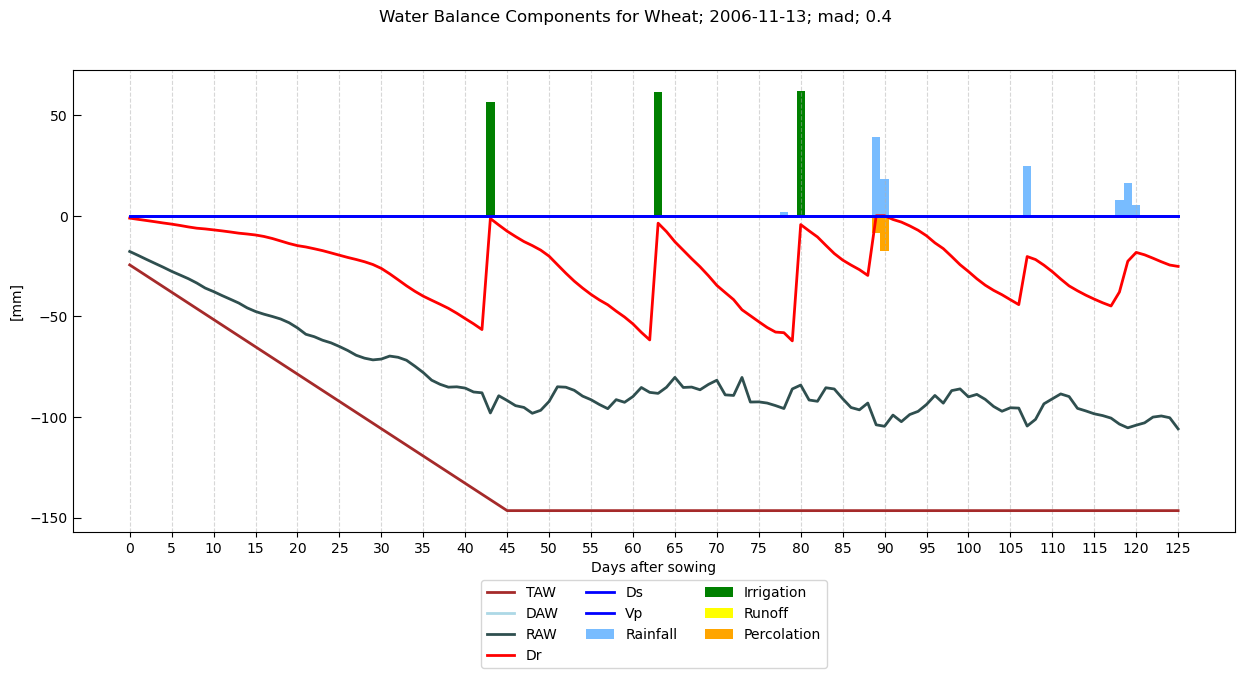 Water Balance Components for Wheat; 2006-11-13; mad; 0.4
50
0
−50
−100
−150
[mm]
0 5 10 15 20 25 30 35 40 45 50 55 60 65 70 75 80 85 90 95 100 105 110 115 120 125
Days after sowing
TAW Ds Irrigation
DAW Vp Runoff
RAW Rainfall Percolation
Dr